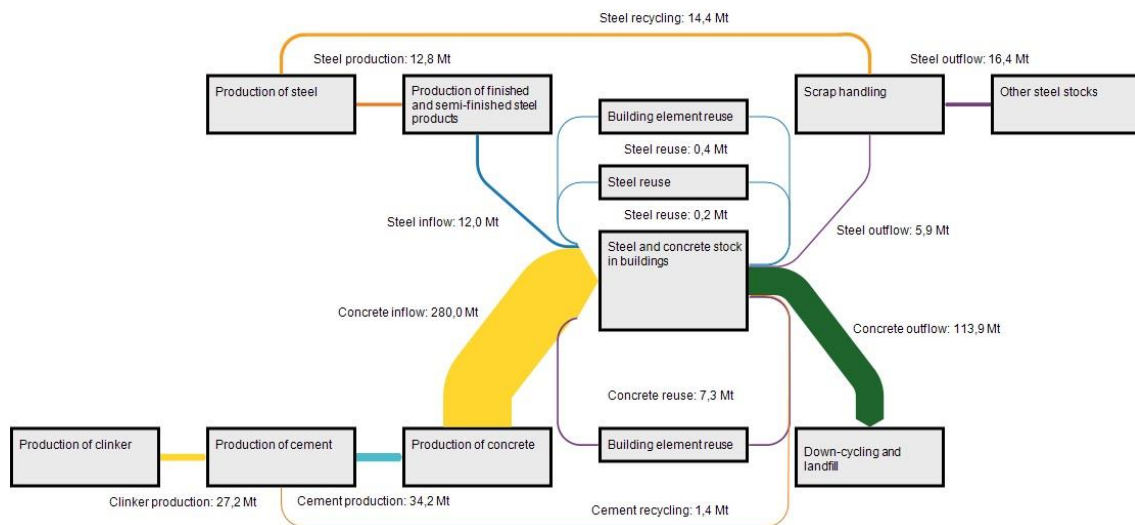 Steel recycling: 14,4 Mt
Steel production: 12,8 Mt
Steel outflow: 16,4 Mt
Production of steel
Production of finished
and semi-finished steel
products
Building element reuse
Scrap handling
Other steel stocks
Steel reuse: 0,4 Mt
Steel reuse
Steel inflow: 12,0 Mt
Steel reuse: 0,2 Mt
Steel outflow: 5,9 Mt
Steel and concrete stock
in buildings
Concrete inflow: 280,0 Mt
Concrete outflow: 113,9 Mt
Concrete reuse: 7,3 Mt
Production of clinker
Production of cement
Production of concrete
Building element reuse
Down-cycling and
landfill
Clinker production: 27,2 Mt
Cement production: 34,2 Mt
Cement recycling: 1,4 Mt